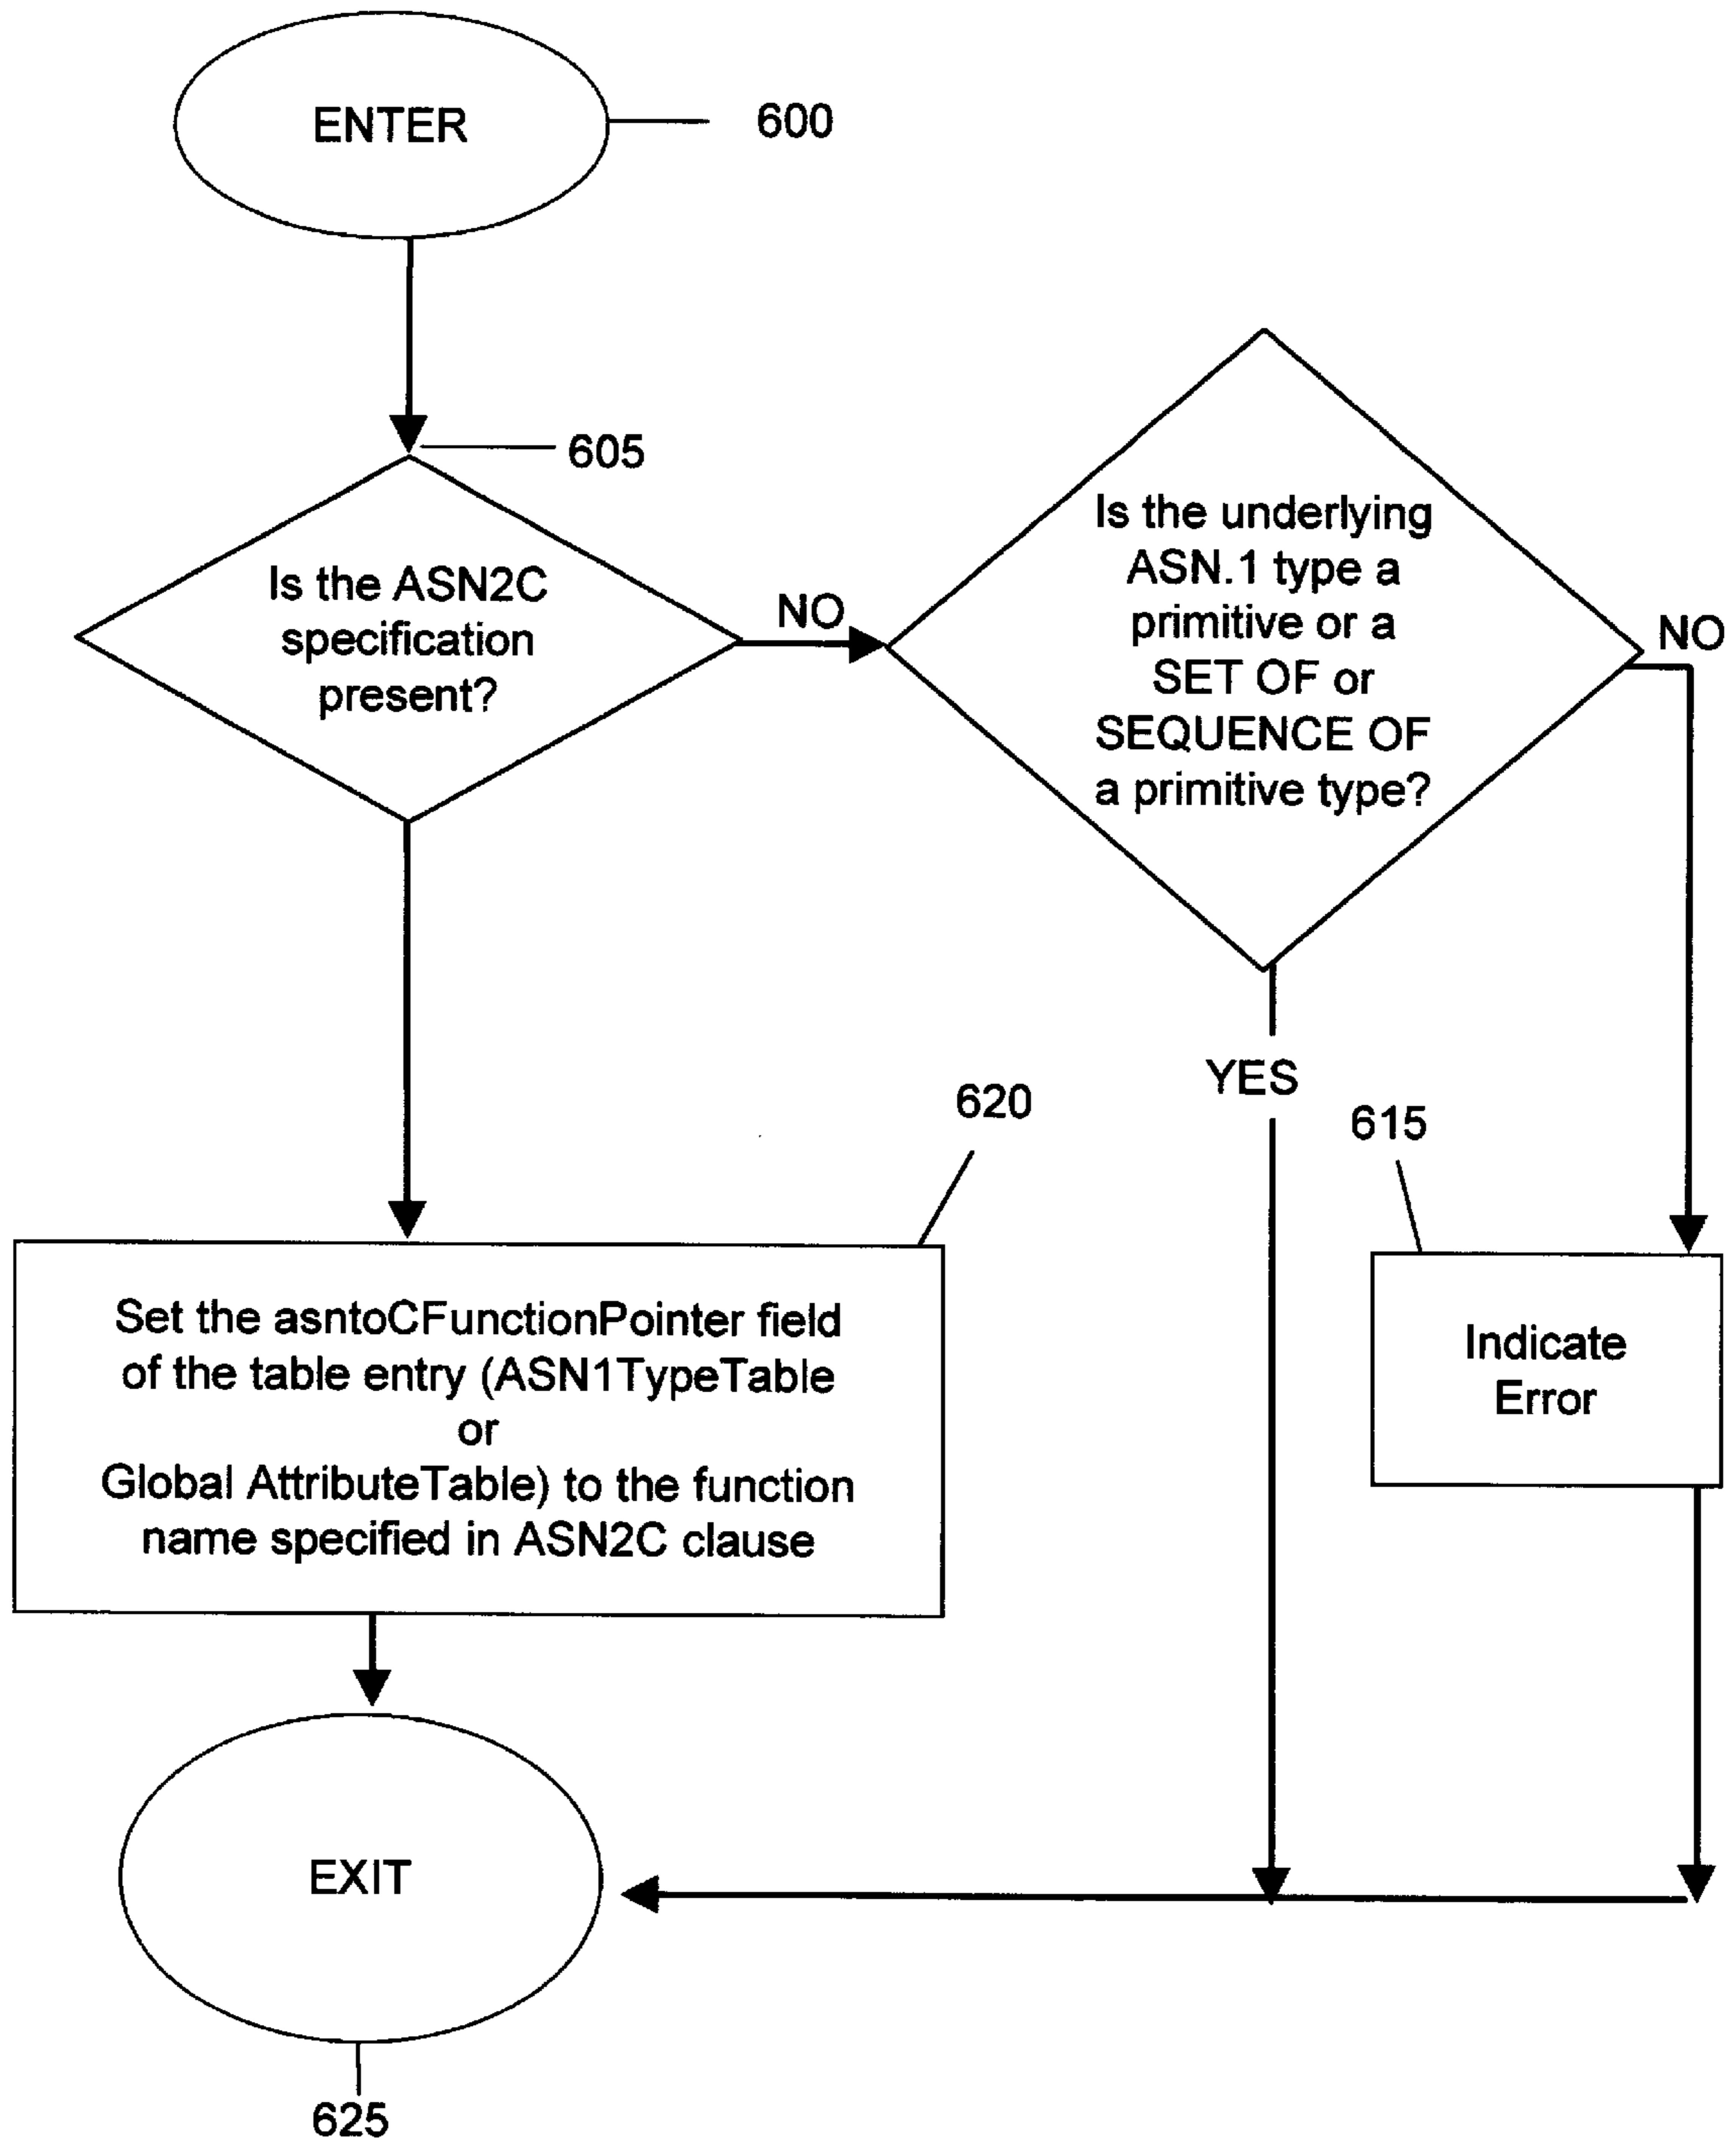 ENTER
600
605
Is the ASN2C
specification
present?
NO
Is the underlying
ASN.1 type a
primitive or a
SET OF or
SEQUENCE OF
a primitive type?
NO
YES
620
615
Set the asntoCFunctionPointer field
of the table entry (ASN1TypeTable
or
Global AttributeTable) to the function
name specified in ASN2C clause
Indicate
Error
EXIT
625